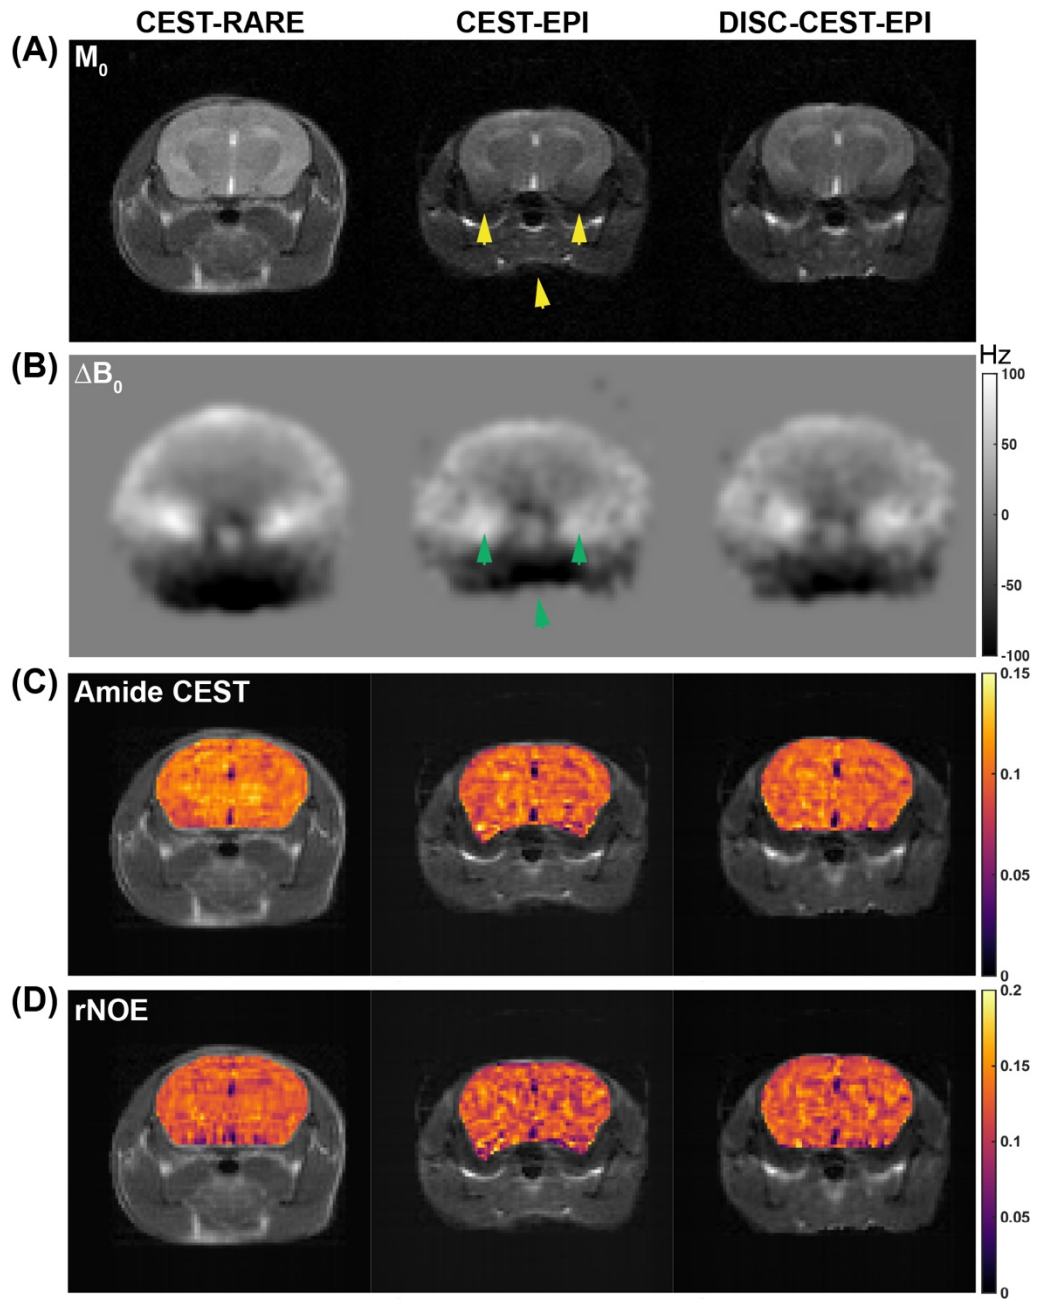 CEST-RARE CEST-EPI DISC-CEST-EPI
(A)
M0
(B)
ΔB0
Hz
100
50
0
-50
-100
(C)
Amide CEST
0.15
0.1
0.05
0
(D)
rNOE
0.2
0.15
0.1
0.05
0